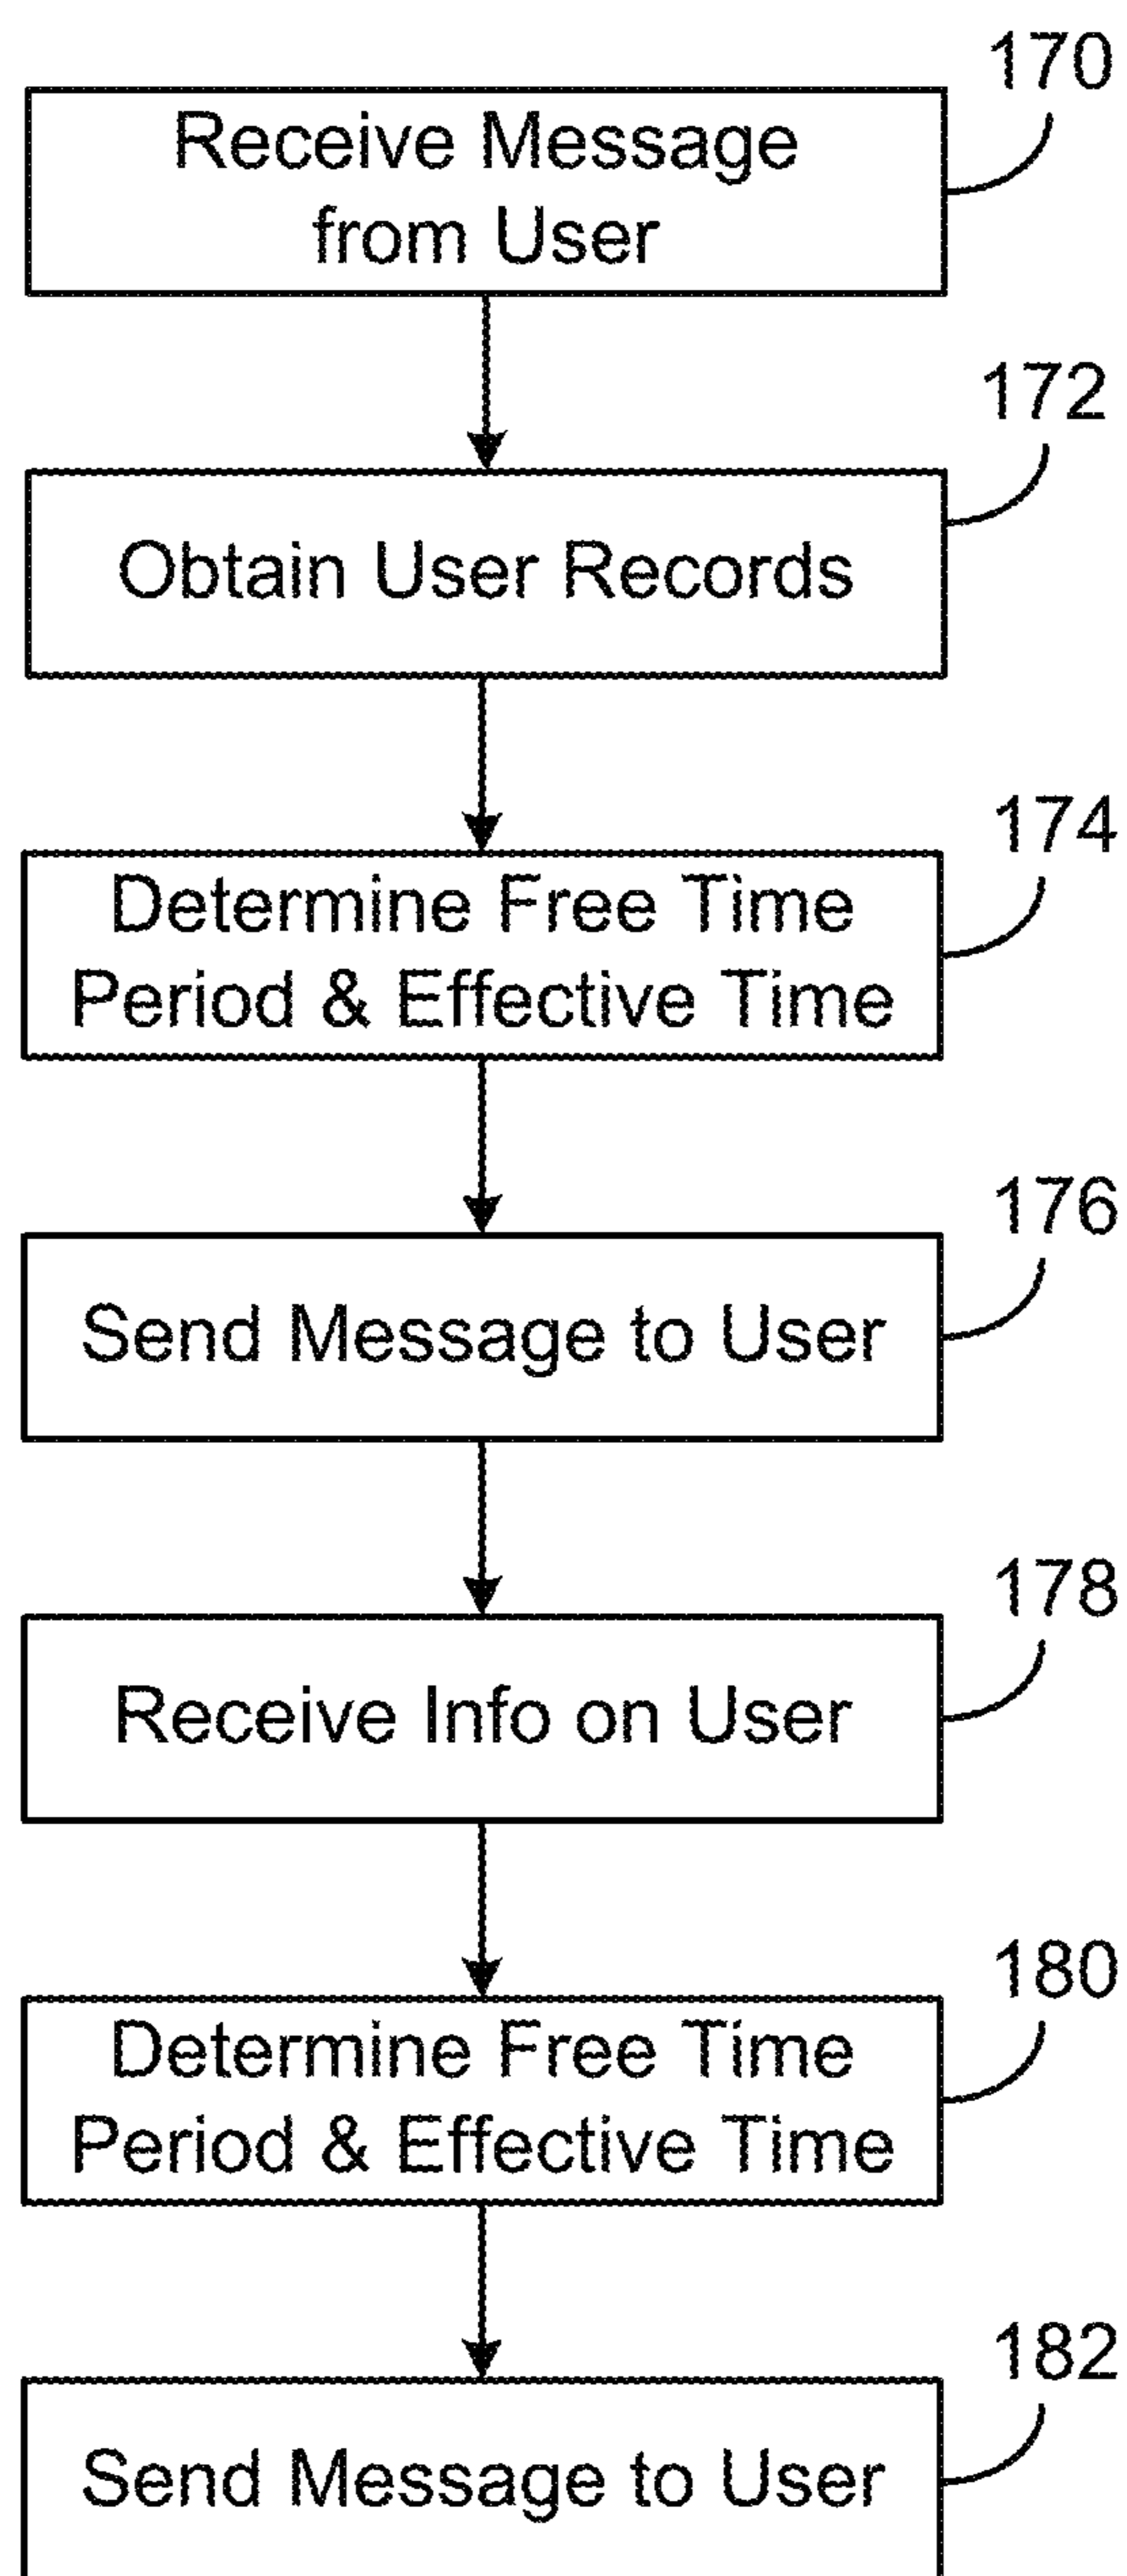 170
Receive Message
from User
172
Obtain User Records
174
Determine Free Time
Period & Effective Time
176
Send Message to User
178
Receive Info on User
180
Determine Free Time
Period & Effective Time
182
Send Message to User